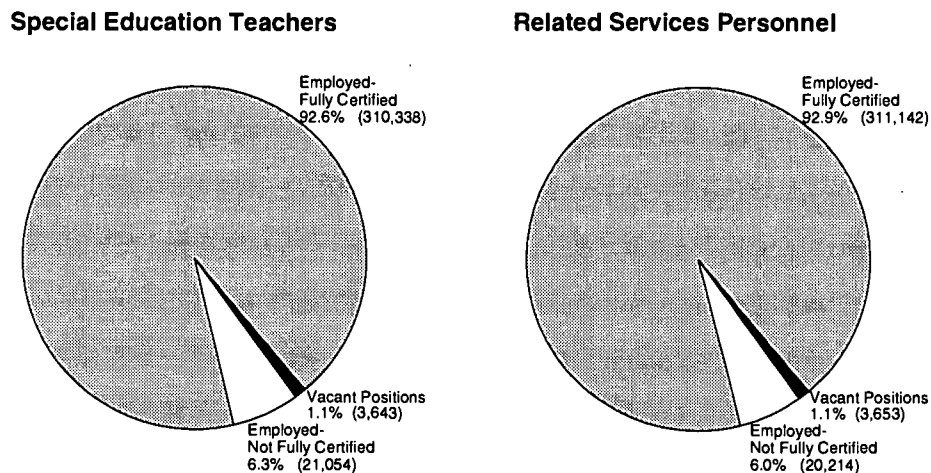 Special Education Teachers
Employed-
Fully Certified
92.6% (310,338)
Vacant Positions
1.1% (3,643)
Employed-
Not Fully Certified
6.3% (21,054)
Related Services Personnel
Employed-
Fully Certified
92.9% (311,142)
Vacant Positions
1.1% (3,653)
Employed-
Not Fully Certified
6.0% (20,214)